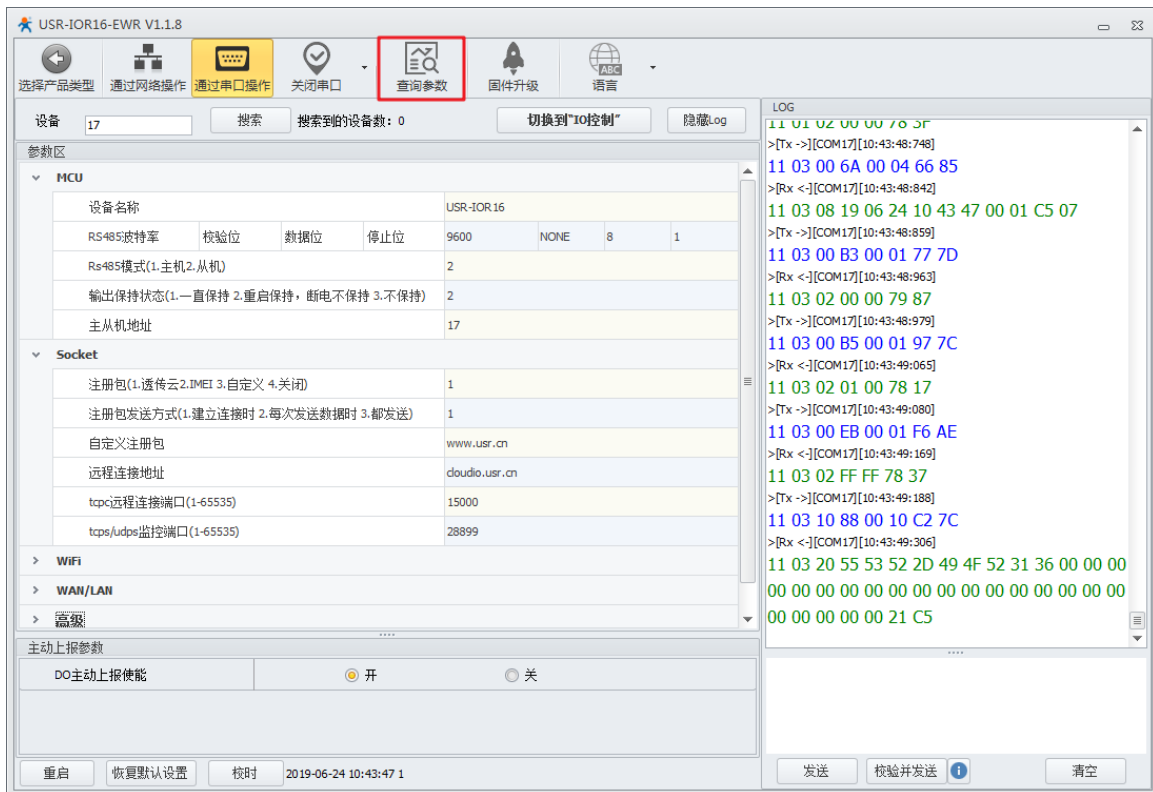 USR-IOR16-EWR V1.1.8
选择产品类型 通过网络操作 通过串口操作 关闭串口 查询参数 固件升级 语言
ABC
设备 17 搜索 搜索到的设备数: 0 切换到"IO控制" 隐藏Log
参数区
MCU
设备名称 USR-IOR16
RS485波特率 校验位 数据位 停止位 9600 NONE 8 1
Rs485模式(1.主机2.从机) 2
输出保持状态(1.一直保持 2.重启保持，断电不保持 3.不保持) 2
主从机地址 17
Socket
注册包(1.透传云2.IMEI 3.自定义 4.关闭) 1
注册包发送方式(1.建立连接时 2.每次发送数据时 3.都发送) 1
自定义注册包 www.usr.cn
远程连接地址 cloudio.usr.cn
tcpc远程连接端口(1-65535) 15000
tcps/udps监控端口(1-65535) 28899
WiFi
WAN/LAN
高级
主动上报参数
DO主动上报使能 开 关
重启 恢复默认设置 校时 2019-06-24 10:43:47 1
LOG
11 01 02 00 00 78 3F
>[Tx ->][COM17][10:43:48:748]
11 03 00 6A 00 04 66 85
>[Rx <-][COM17][10:43:48:842]
11 03 08 19 06 24 10 43 47 00 01 C5 07
>[Tx ->][COM17][10:43:48:859]
11 03 00 B3 00 01 77 7D
>[Rx <-][COM17][10:43:48:963]
11 03 02 00 00 79 87
>[Tx ->][COM17][10:43:48:979]
11 03 00 B5 00 01 97 7C
>[Rx <-][COM17][10:43:49:065]
11 03 02 01 00 78 17
>[Tx ->][COM17][10:43:49:080]
11 03 00 EB 00 01 F6 AE
>[Rx <-][COM17][10:43:49:169]
11 03 02 FF FF 78 37
>[Tx ->][COM17][10:43:49:188]
11 03 10 88 00 10 C2 7C
>[Rx <-][COM17][10:43:49:306]
11 03 20 55 53 52 2D 49 4F 52 31 36 00 00 00
00 00 00 00 00 00 00 00 00 00 00 00 00 00 00
00 00 00 00 00 21 C5
发送 校验并发送 清空